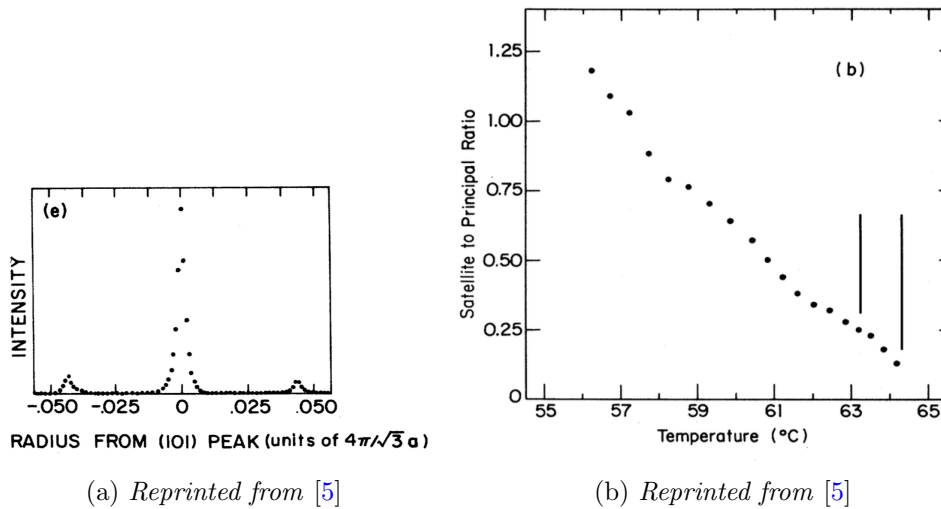 (e)
INTENSITY
-.050 -.025 0 .025 .050
RADIUS FROM (101) PEAK (units of 4π/√3 a)
(a) Reprinted from [5]
(b)
Satellite to Principal Ratio
1.25
1.00
0.75
0.50
0.25
0
55 57 59 61 63 65
Temperature (°C)
(b) Reprinted from [5]